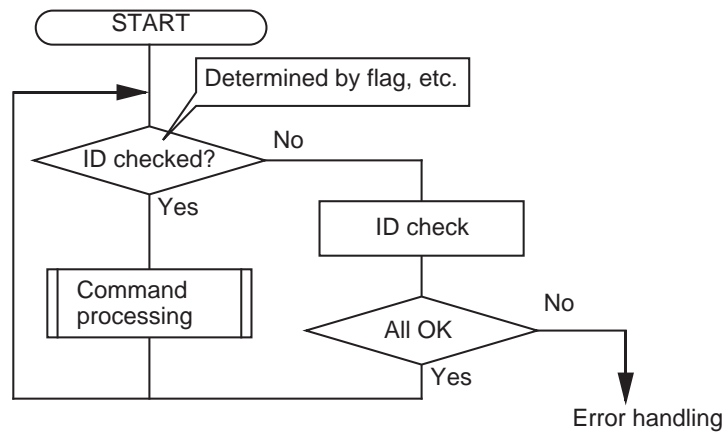 START
Determined by flag, etc.
ID checked?
No
Yes
ID check
Command
processing
No
All OK
Yes
Error handling